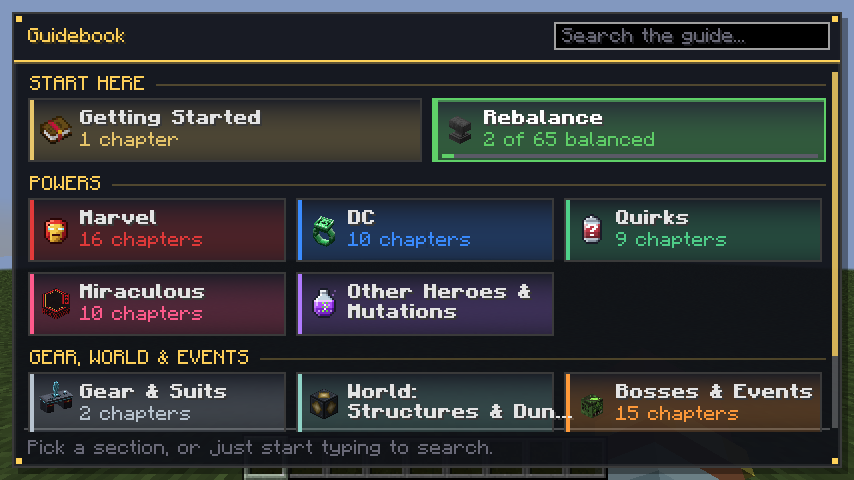 Guidebook
Search the guide...
START HERE
Getting Started
1 chapter
Rebalance
2 of 65 balanced
POWERS
Marvel
16 chapters
DC
10 chapters
Quirks
9 chapters
Miraculous
10 chapters
Other Heroes &
Mutations
GEAR, WORLD & EVENTS
Gear & Suits
2 chapters
World:
Structures & Dun...
Bosses & Events
15 chapters
Pick a section, or just start typing to search.